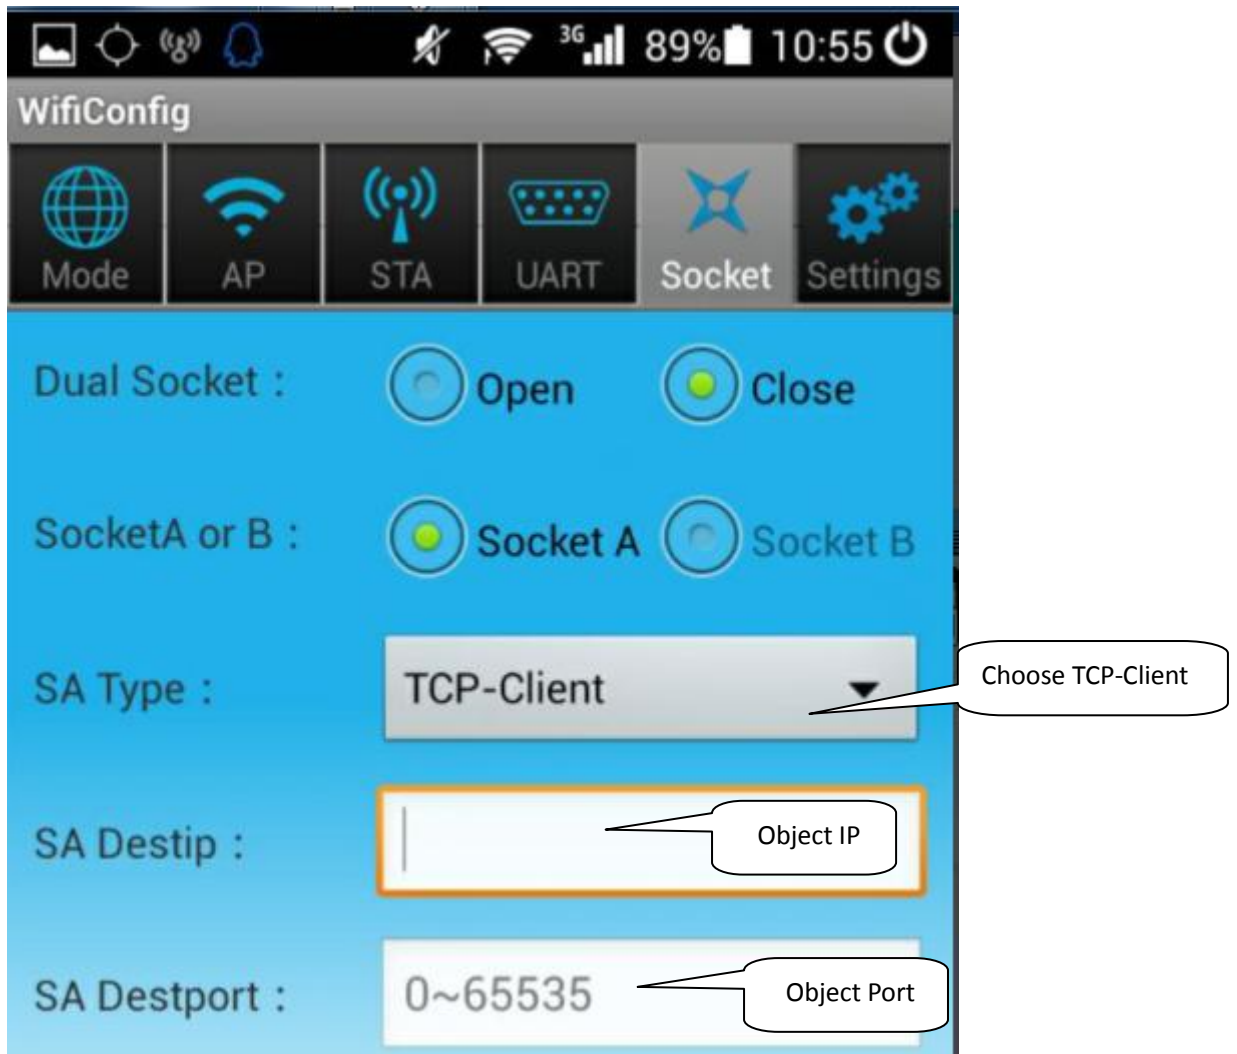 3G 89% 10:55
WifiConfig
Mode AP STA UART Socket Settings
Dual Socket : Open Close
SocketA or B : Socket A Socket B
SA Type : TCP-Client
Choose TCP-Client
SA Destip :
Object IP
SA Destport : 0~65535
Object Port